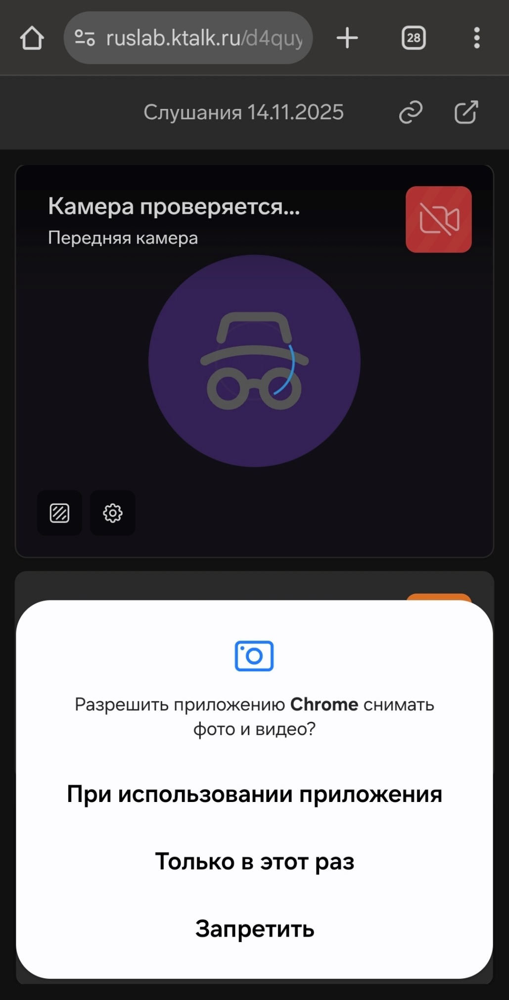 ruslab.ktalk.ru/d4quy
28
Слушания 14.11.2025
Камера проверяется...
Передняя камера
Разрешить приложению Chrome снимать
фото и видео?
При использовании приложения
Только в этот раз
Запретить